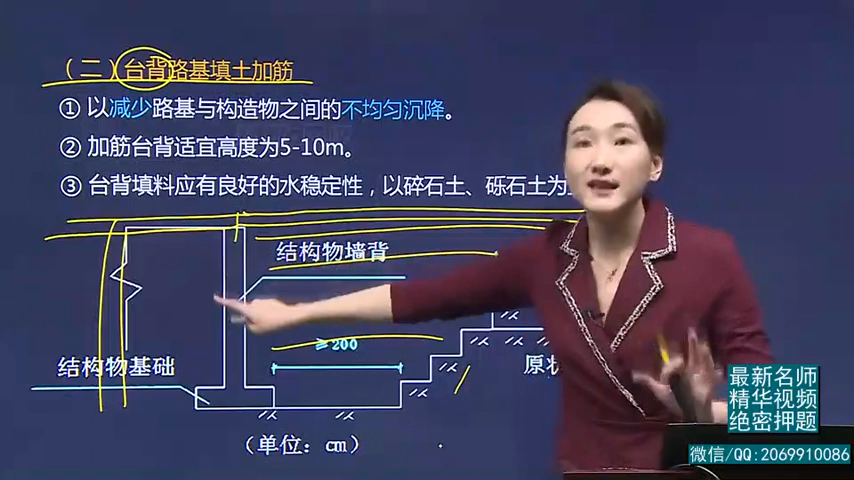 （二）台背路基填土加筋
① 以减少路基与构造物之间的不均匀沉降。
② 加筋台背适宜高度为5-10m。
③ 台背填料应有良好的水稳定性，以碎石土、砾石土为
结构物墙背
≥200
结构物基础
原状
（单位：cm）
最新名师
精华视频
绝密押题
微信/QQ:2069910086